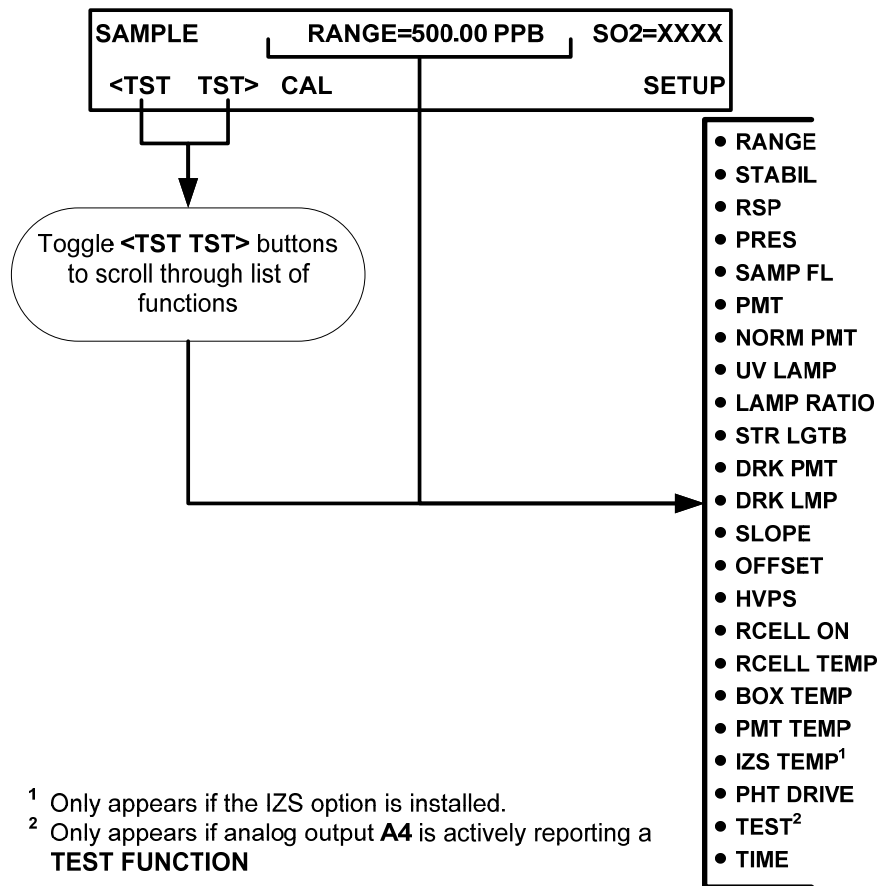 SAMPLE RANGE=500.00 PPB SO2=XXXX
<TST TST> CAL SETUP
Toggle <TST TST> buttons
to scroll through list of
functions
• RANGE
• STABIL
• RSP
• PRES
• SAMP FL
• PMT
• NORM PMT
• UV LAMP
• LAMP RATIO
• STR LGTB
• DRK PMT
• DRK LMP
• SLOPE
• OFFSET
• HVPS
• RCELL ON
• RCELL TEMP
• BOX TEMP
• PMT TEMP
• IZS TEMP¹
• PHT DRIVE
• TEST²
• TIME
¹ Only appears if the IZS option is installed.
² Only appears if analog output A4 is actively reporting a
TEST FUNCTION